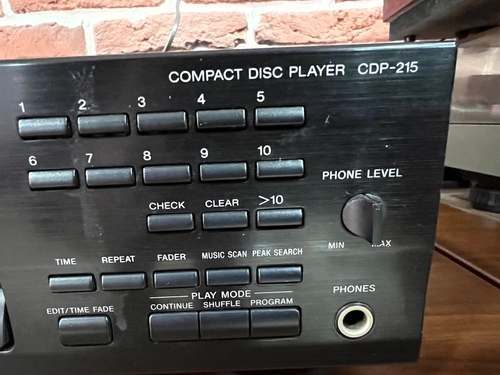 COMPACT DISC PLAYER CDP-215
1 2 3 4 5
6 7 8 9 10
PHONE LEVEL
CHECK CLEAR >10
MIN MAX
TIME REPEAT FADER MUSIC SCAN PEAK SEARCH
PLAY MODE
EDIT/TIME FADE CONTINUE SHUFFLE PROGRAM
PHONES